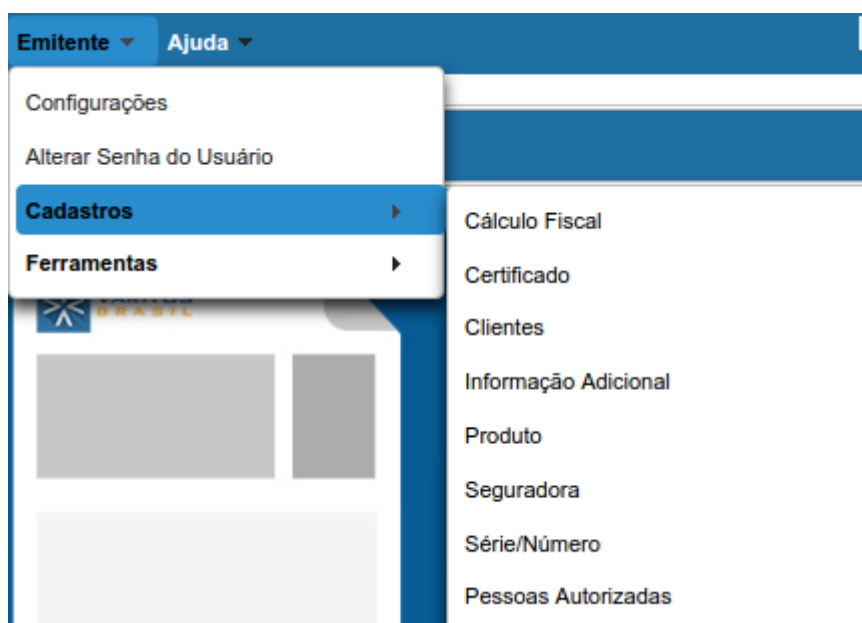 Emitente Ajuda
Configurações
Alterar Senha do Usuário
Cadastros
Ferramentas
BRASIL
Cálculo Fiscal
Certificado
Clientes
Informação Adicional
Produto
Seguradora
Série/Número
Pessoas Autorizadas